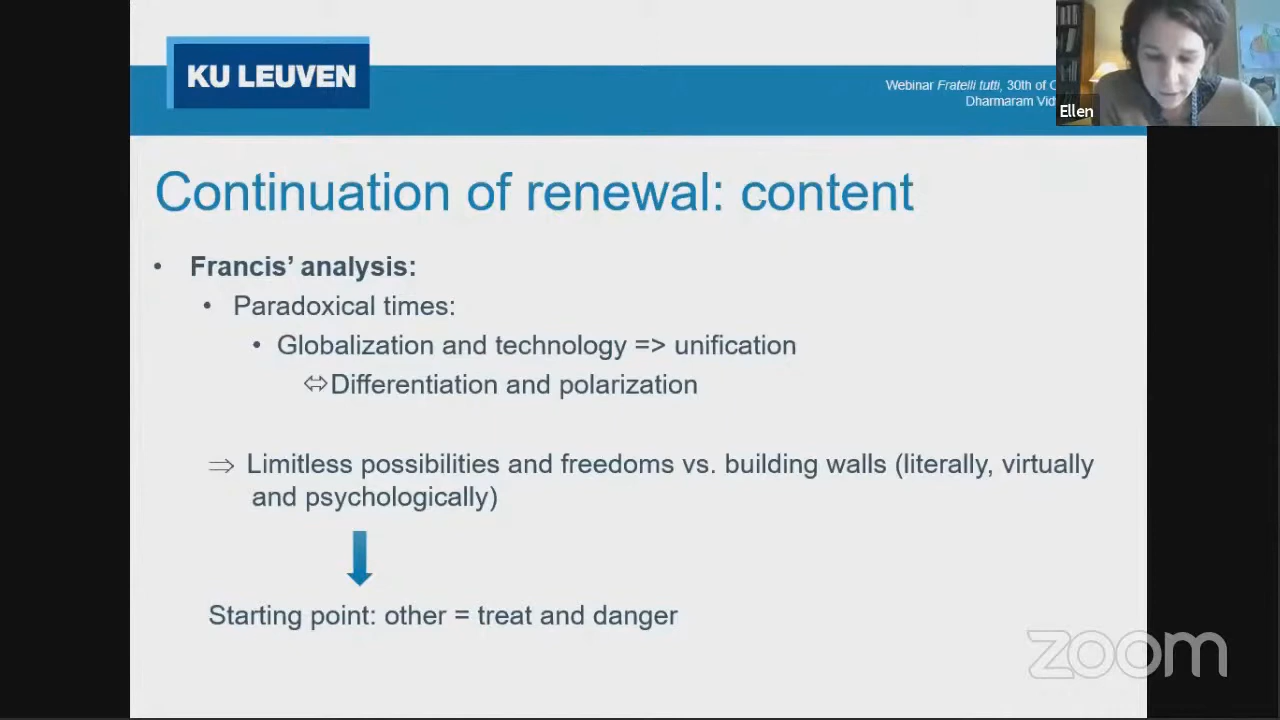 KU LEUVEN
Webinar Fratelli tutti, 30th of
Dharmaram
Ellen
Continuation of renewal: content
• Francis’ analysis:
• Paradoxical times:
• Globalization and technology => unification
⇔Differentiation and polarization
⇒ Limitless possibilities and freedoms vs. building walls (literally, virtually
and psychologically)
Starting point: other = treat and danger
zoom